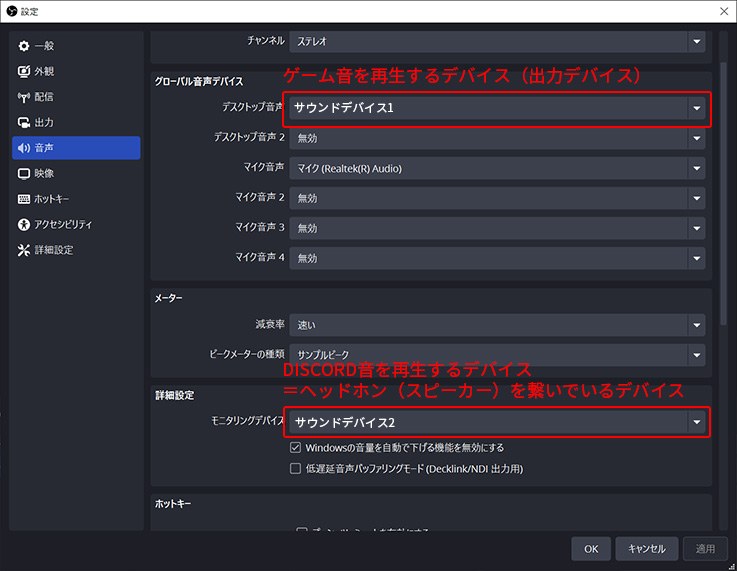 設定
一般
外観
配信
出力
音声
映像
ホットキー
アクセシビリティ
詳細設定
チャンネル ステレオ
ゲーム音を再生するデバイス（出力デバイス）
グローバル音声デバイス
デスクトップ音声 サウンドデバイス1
デスクトップ音声 2 無効
マイク音声 マイク (Realtek(R) Audio)
マイク音声 2 無効
マイク音声 3 無効
マイク音声 4 無効
メーター
減衰率 速い
ピークメーターの種類 サンプルピーク
DISCORD音を再生するデバイス
＝ヘッドホン（スピーカー）を繋いでいるデバイス
詳細設定
モニタリングデバイス サウンドデバイス2
Windowsの音量を自動で下げる機能を無効にする
低遅延音声バッファリングモード (Decklink/NDI 出力用)
ホットキー
OK キャンセル 適用